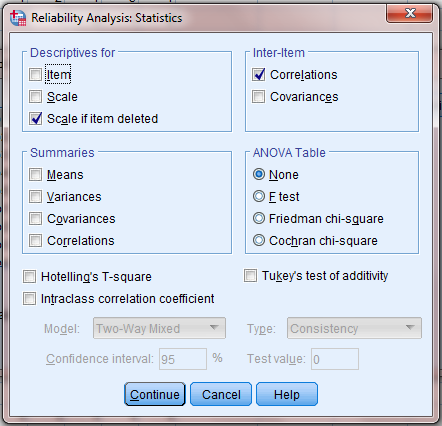 Reliability Analysis: Statistics
Descriptives for
Item
Scale
Scale if item deleted
Inter-Item
Correlations
Covariances
Summaries
Means
Variances
Covariances
Correlations
ANOVA Table
None
F test
Friedman chi-square
Cochran chi-square
Hotelling's T-square
Tukey's test of additivity
Intraclass correlation coefficient
Model: Two-Way Mixed Type: Consistency
Confidence interval: 95 % Test value: 0
Continue Cancel Help